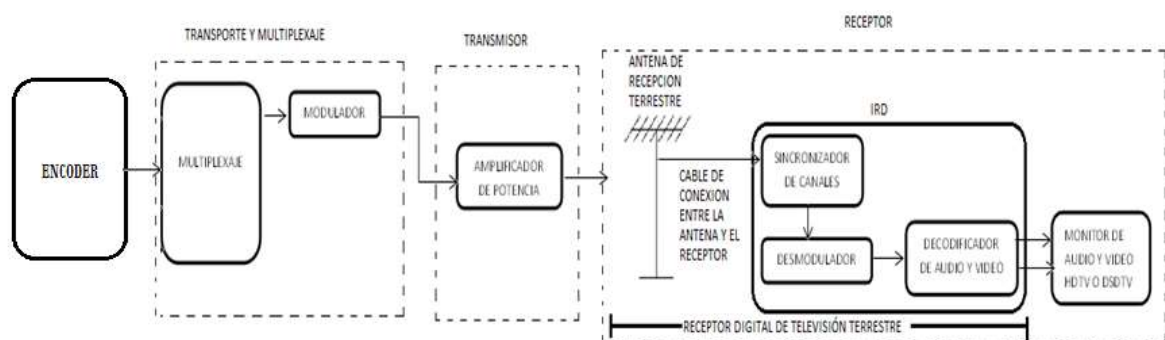 TRANSPORTE Y MULTIPLEXAJE
TRANSMISOR
RECEPTOR
ENCODER
MULTIPLEXAJE
MODULADOR
AMPLIFICADOR
DE POTENCIA
ANTENA DE
RECEPCION
TERRESTRE
CABLE DE
CONEXION
ENTRE LA
ANTENA Y EL
RECEPTOR
IRD
SINCRONIZADOR
DE CANALES
DESMODULADOR
DECODIFICADOR
DE AUDIO Y VIDEO
MONITOR DE
AUDIO Y VIDEO
HDTV O DSDTV
RECEPTOR DIGITAL DE TELEVISIÓN TERRESTRE